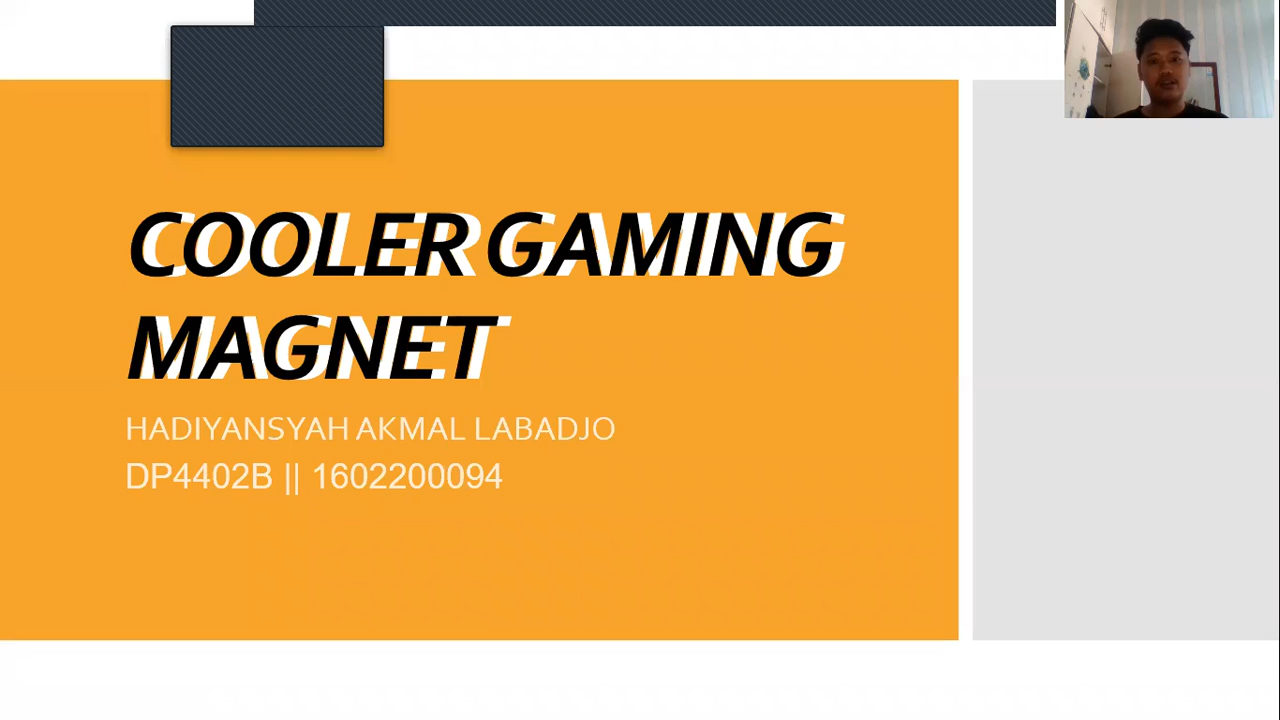 COOLER GAMING
MAGNET
HADIYANSYAH AKMAL LABADJO
DP4402B || 1602200094